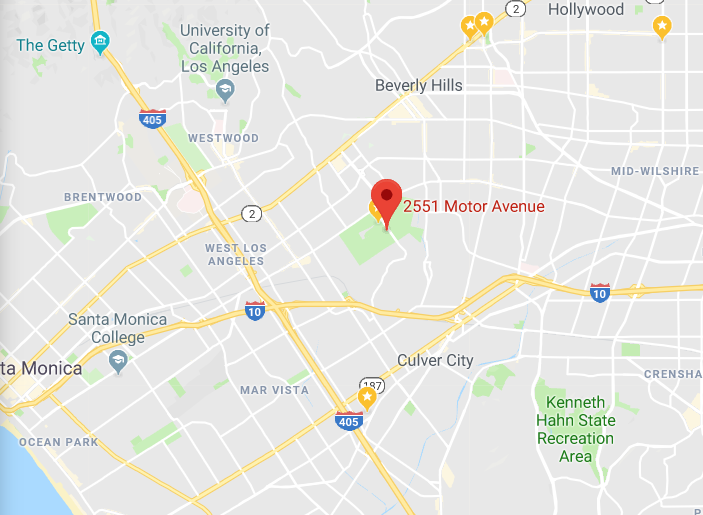 2
Hollywood
The Getty
University of
California,
Los Angeles
Beverly Hills
405
WESTWOOD
MID-WILSHIRE
BRENTWOOD
2
2551 Motor Avenue
WEST LOS
ANGELES
10
10
Santa Monica
College
ta Monica
Culver City
MAR VISTA
187
CRENSHA
405
Kenneth
Hahn State
Recreation
Area
OCEAN PARK